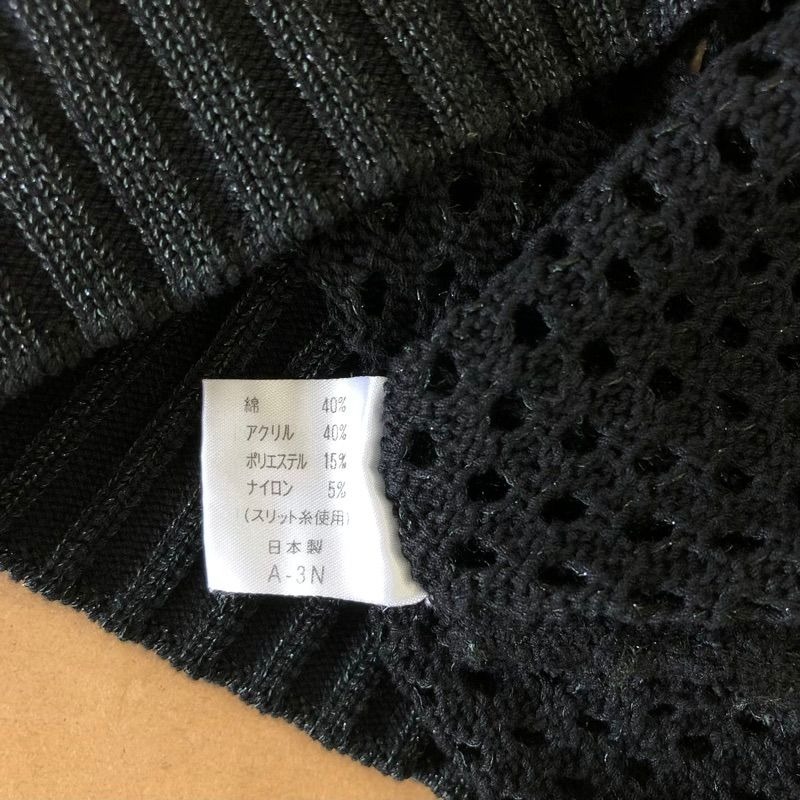 綿 40%
アクリル 40%
ポリエステル 15%
ナイロン 5%
(スリット糸使用)
日本製
A-3N